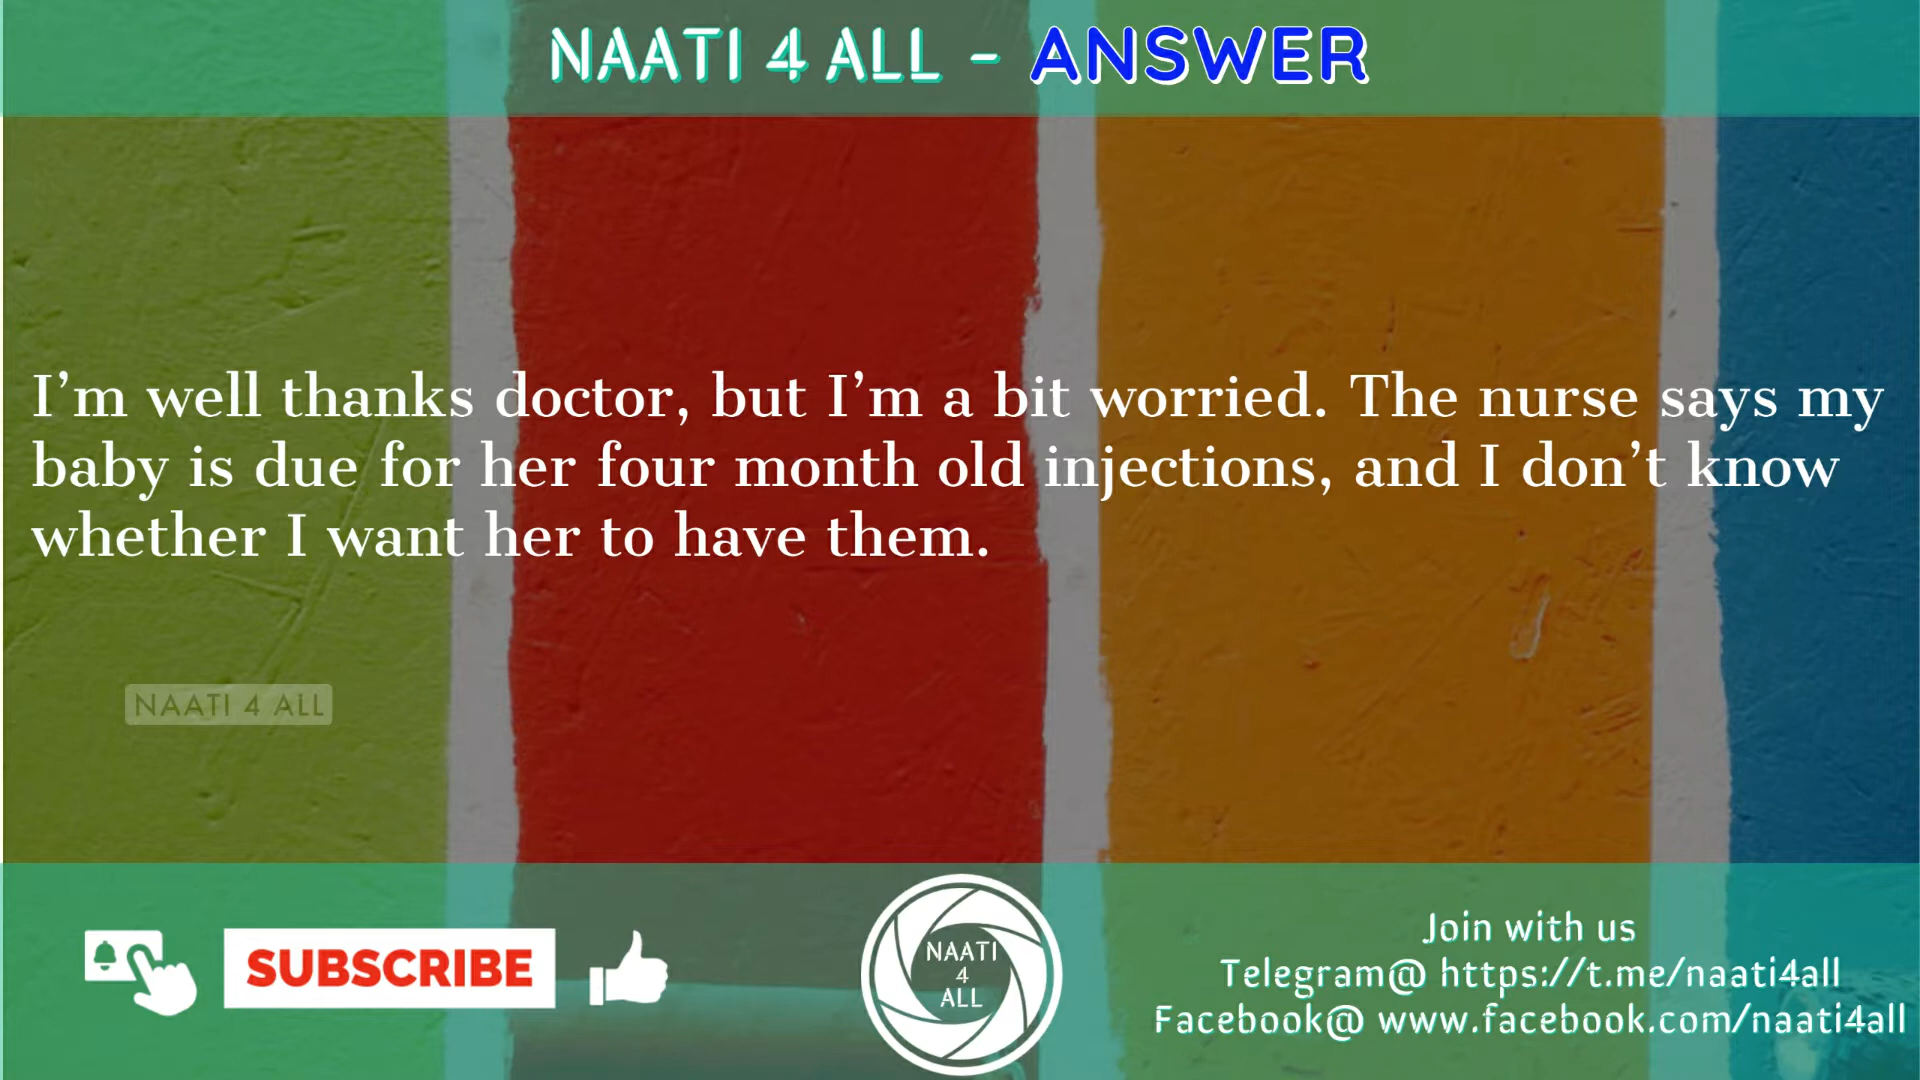 NAATI 4 ALL - ANSWER
I’m well thanks doctor, but I’m a bit worried. The nurse says my
baby is due for her four month old injections, and I don’t know
whether I want her to have them.
NAATI 4 ALL
SUBSCRIBE
NAATI
4
ALL
Join with us
Telegram@ https://t.me/naati4all
Facebook@ www.facebook.com/naati4all